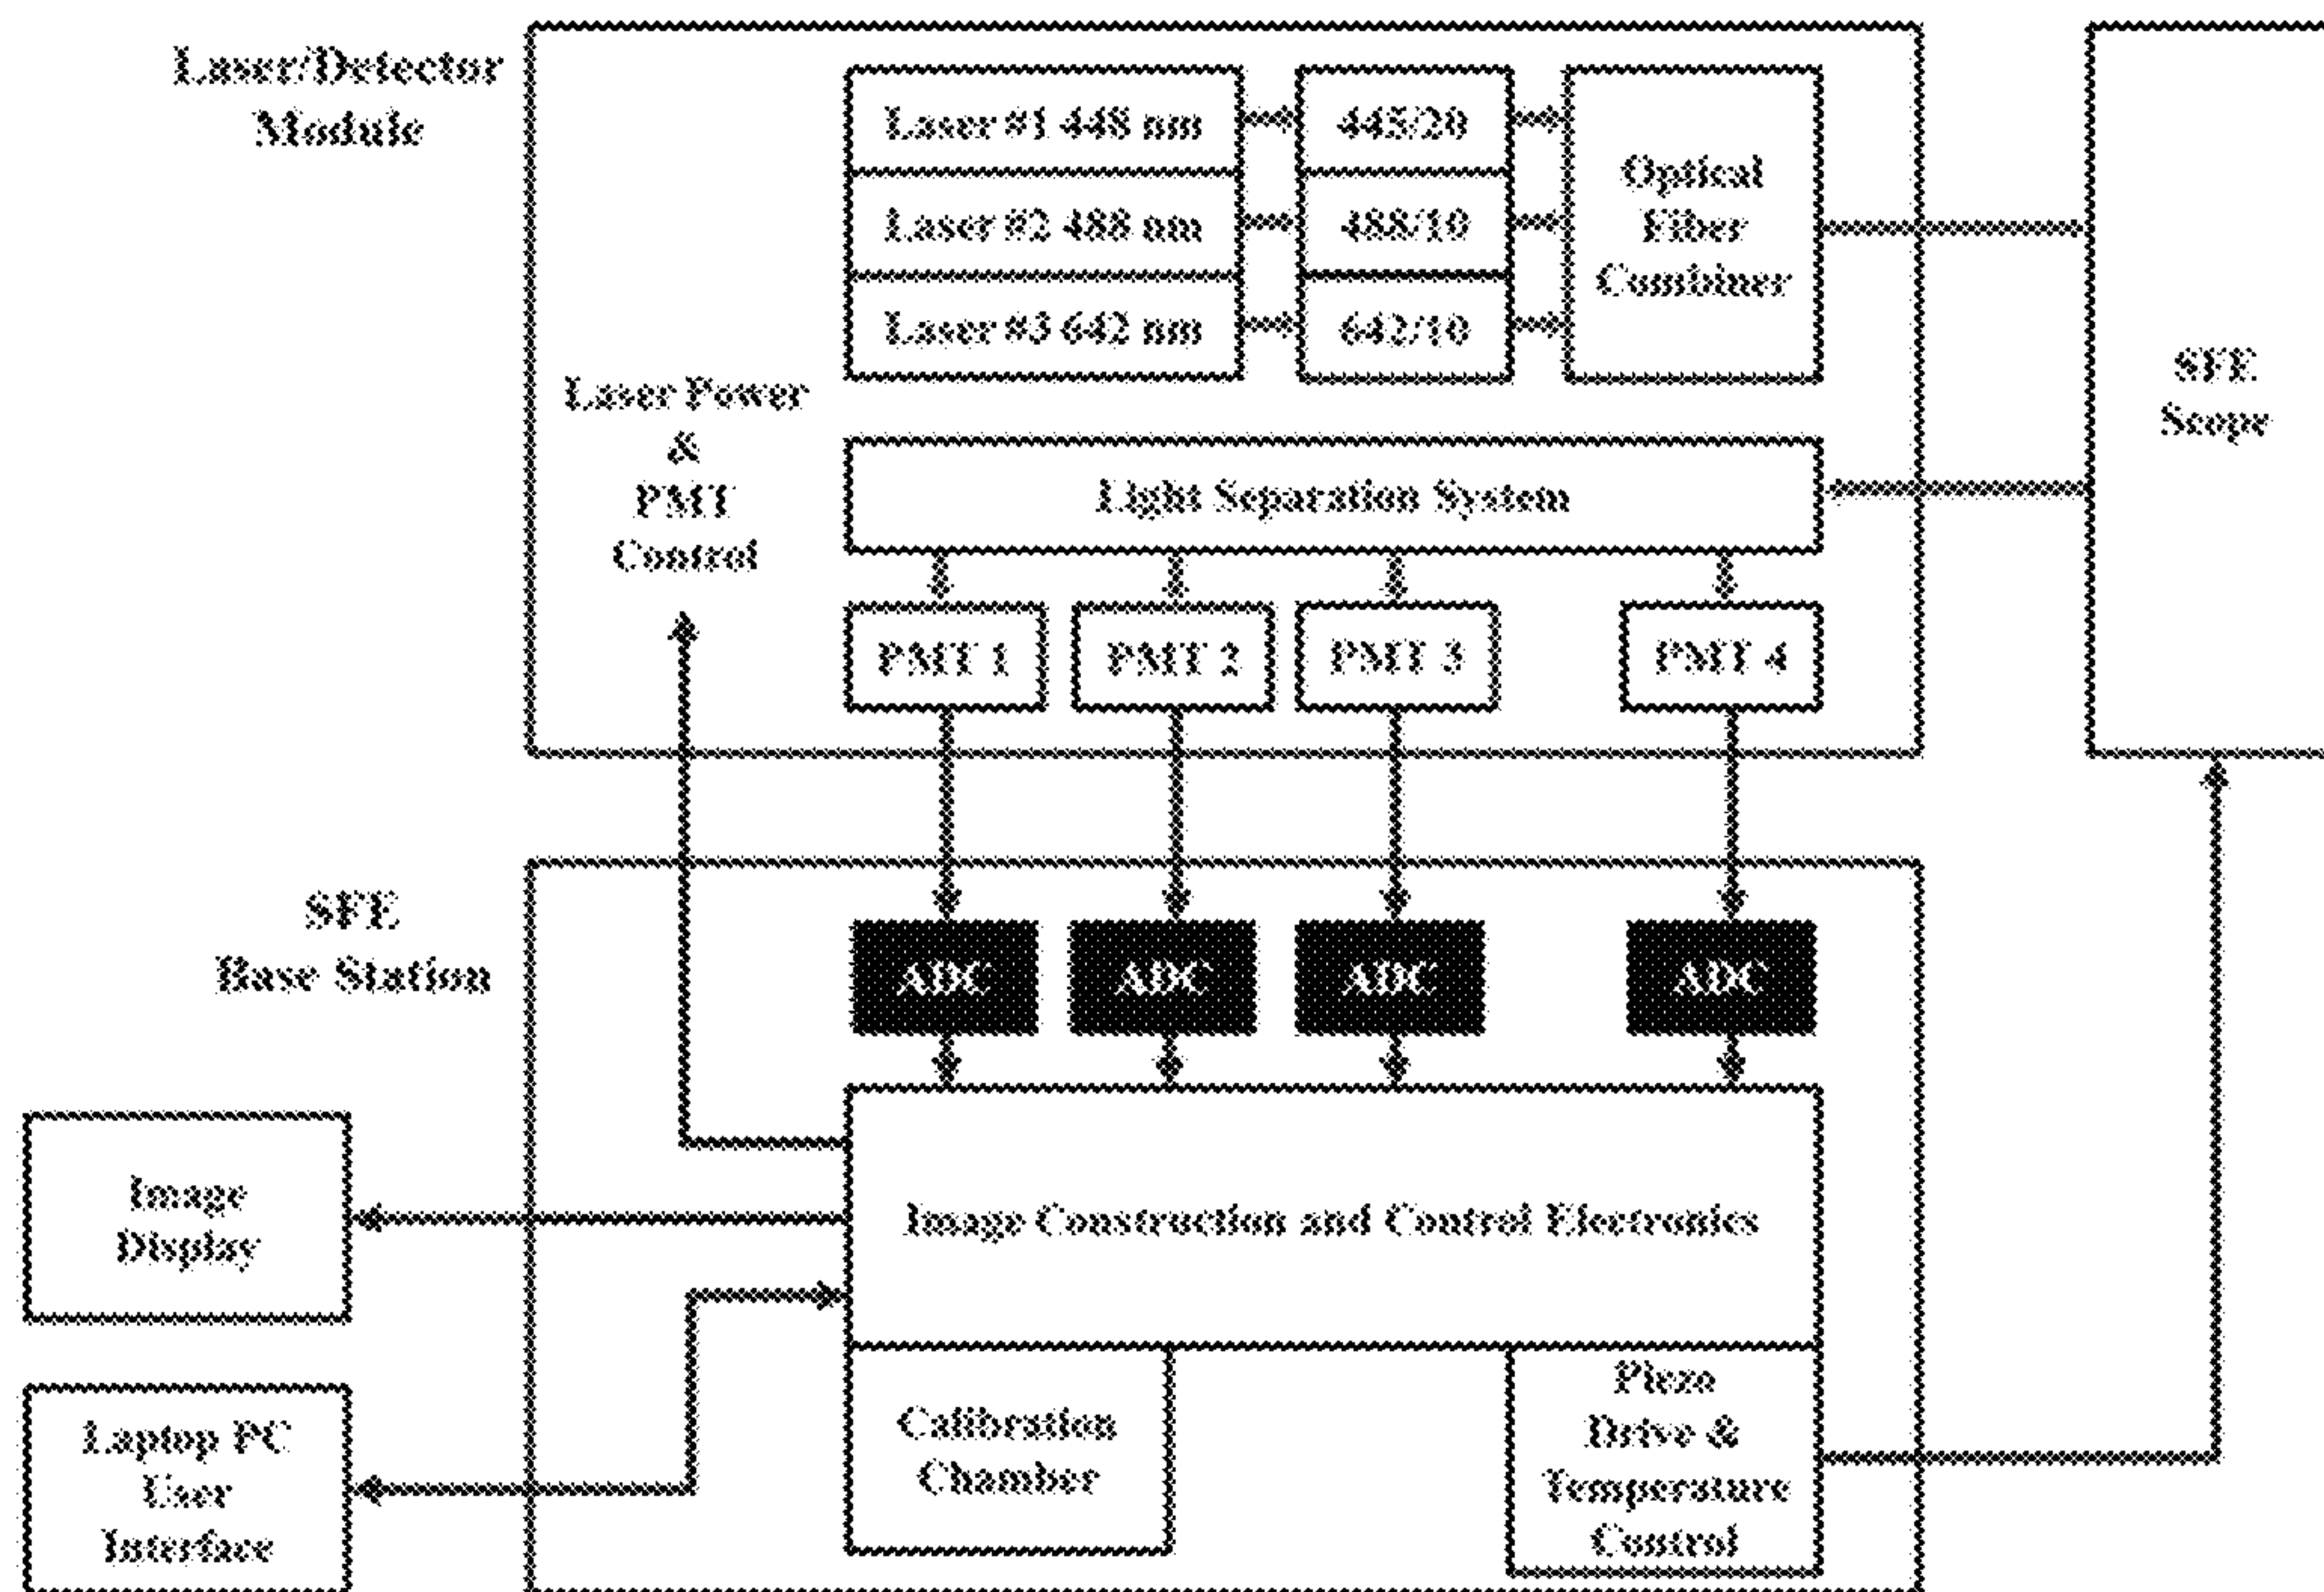 Laser/Detector
Module
Laser #1 448 nm
445/20
Laser #2 488 nm
488/10
Laser #3 642 nm
642/10
Optical
Fiber
Combiner
SFE
Scope
Laser Power
&
PMT
Control
Light Separation System
PMT 1
PMT 2
PMT 3
PMT 4
SFE
Base Station
ADC
ADC
ADC
ADC
Image
Display
Image Construction and Control Electronics
Laptop PC
User
Interface
Calibration
Chamber
Piezo
Drive &
Temperature
Control